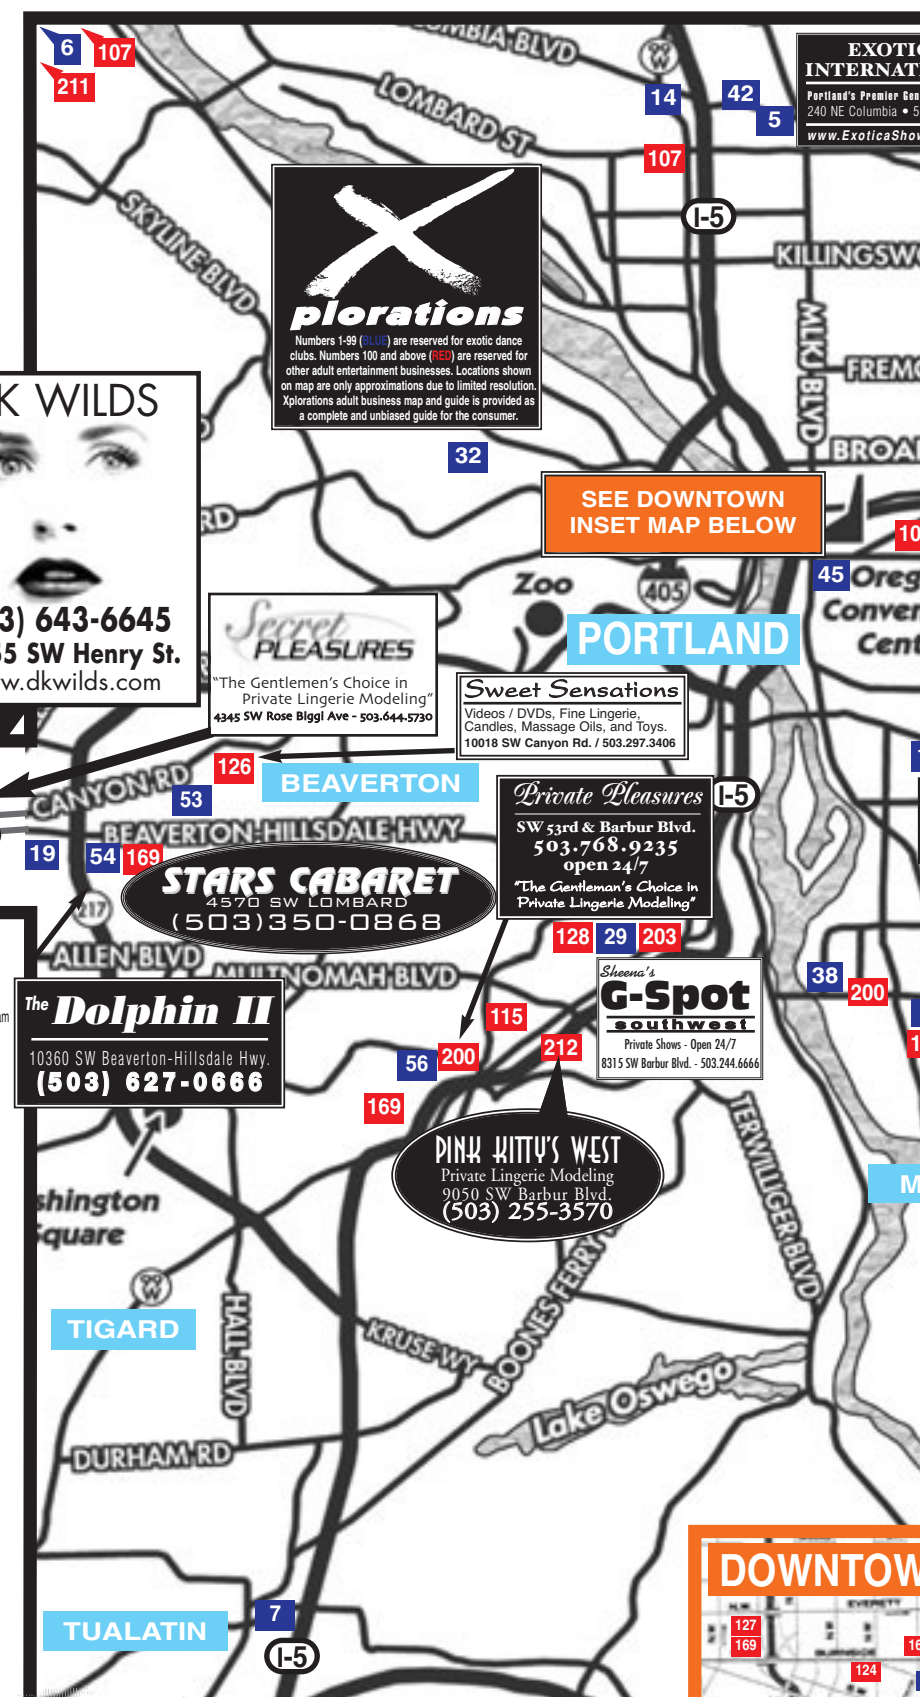 6
107
211
COLUMBIA BLVD
99
W
14
42
5
EXOTIC
INTERNAT
Portland's Premier Gen
240 NE Columbia • 5
www.ExoticaShow
LOMBARD ST
107
I-5
SKYLINE BLVD
KILLINGSW
MLKJ BLVD
FREMO
BROA
X
plorations
Numbers 1-99 (BLUE) are reserved for exotic dance
clubs. Numbers 100 and above (RED) are reserved for
other adult entertainment businesses. Locations shown
on map are only approximations due to limited resolution.
Xplorations adult business map and guide is provided as
a complete and unbiased guide for the consumer.
K WILDS
3) 643-6645
55 SW Henry St.
w.dkwilds.com
RD
32
SEE DOWNTOWN
INSET MAP BELOW
10
45
Oreg
Conven
Cent
Zoo
405
PORTLAND
Secret
PLEASURES
"The Gentlemen's Choice in
Private Lingerie Modeling"
4345 SW Rose Biggi Ave - 503.644.5730
Sweet Sensations
Videos / DVDs, Fine Lingerie,
Candles, Massage Oils, and Toys.
10018 SW Canyon Rd. / 503.297.3406
126
BEAVERTON
CANYON RD
53
BEAVERTON-HILLSDALE HWY
19
54
169
Private Pleasures
SW 53rd & Barbur Blvd.
503.768.9235
open 24/7
"The Gentleman's Choice in
Private Lingerie Modeling"
I-5
STARS CABARET
4570 SW LOMBARD
(503)350-0868
217
ALLEN BLVD
MULTNOMAH BLVD
128
29
203
38
200
Sheena's
G-Spot
southwest
Private Shows - Open 24/7
8315 SW Barbur Blvd. - 503.244.6666
am
The Dolphin II
10360 SW Beaverton-Hillsdale Hwy.
(503) 627-0666
115
56
200
212
169
PINK KITTY'S WEST
Private Lingerie Modeling
9050 SW Barbur Blvd.
(503) 255-3570
TERWILLIGER BLVD
M
shington
Square
99
W
TIGARD
HALL BLVD
KRUSE WY
BOONES FERRY
Lake Oswego
DURHAM RD
TUALATIN
7
I-5
DOWNTOW
N.W.
EVERETT
127
169
BURNSIDE
16
124